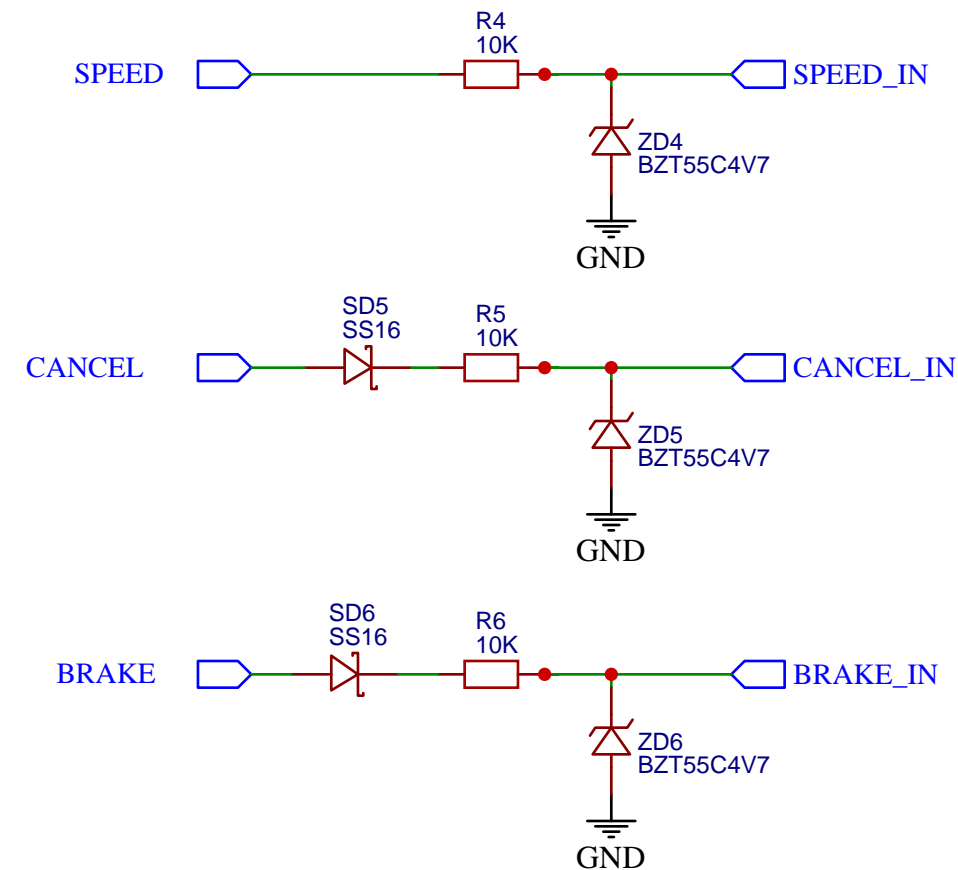 R4
10K
SPEED
SPEED_IN
ZD4
BZT55C4V7
GND
SD5
SS16
R5
10K
CANCEL
CANCEL_IN
ZD5
BZT55C4V7
GND
SD6
SS16
R6
10K
BRAKE
BRAKE_IN
ZD6
BZT55C4V7
GND